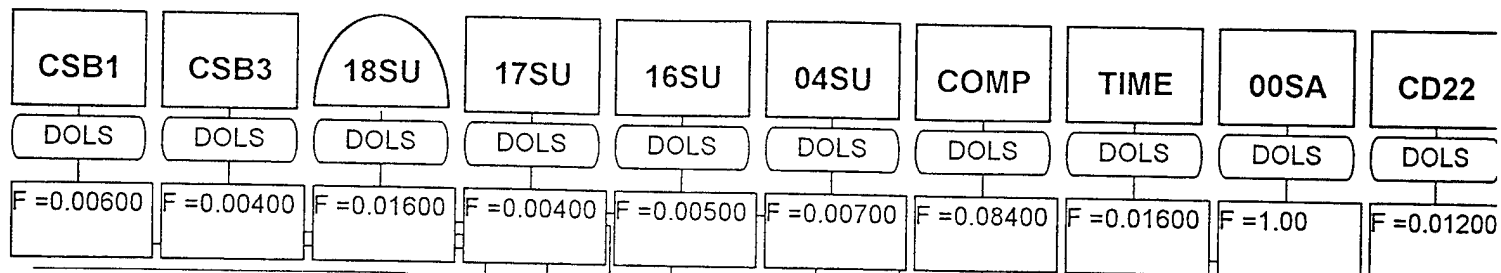 CSB1 CSB3 18SU 17SU 16SU 04SU COMP TIME 00SA CD22
DOLS DOLS DOLS DOLS DOLS DOLS DOLS DOLS DOLS DOLS
F =0.00600 F =0.00400 F =0.01600 F =0.00400 F =0.00500 F =0.00700 F =0.08400 F =0.01600 F =1.00 F =0.01200